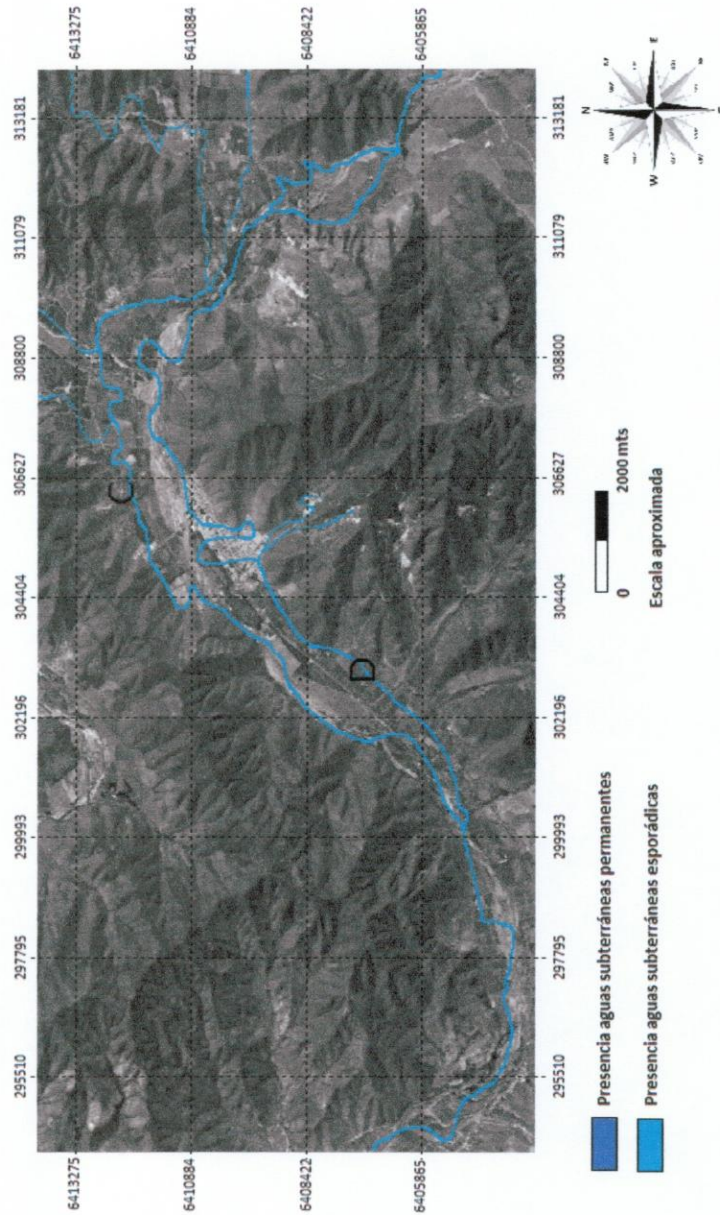 295510 297795 299993 302196 304404 306627 308800 311079 313181
6413275 6413275
C
6410884 6410884
6408422 6408422
D
6405865 6405865
295510 297795 299993 302196 304404 306627 308800 311079 313181
Presencia aguas subterráneas permanentes
Presencia aguas subterráneas esporádicas
0 2000 mts
Escala aproximada
N
W E